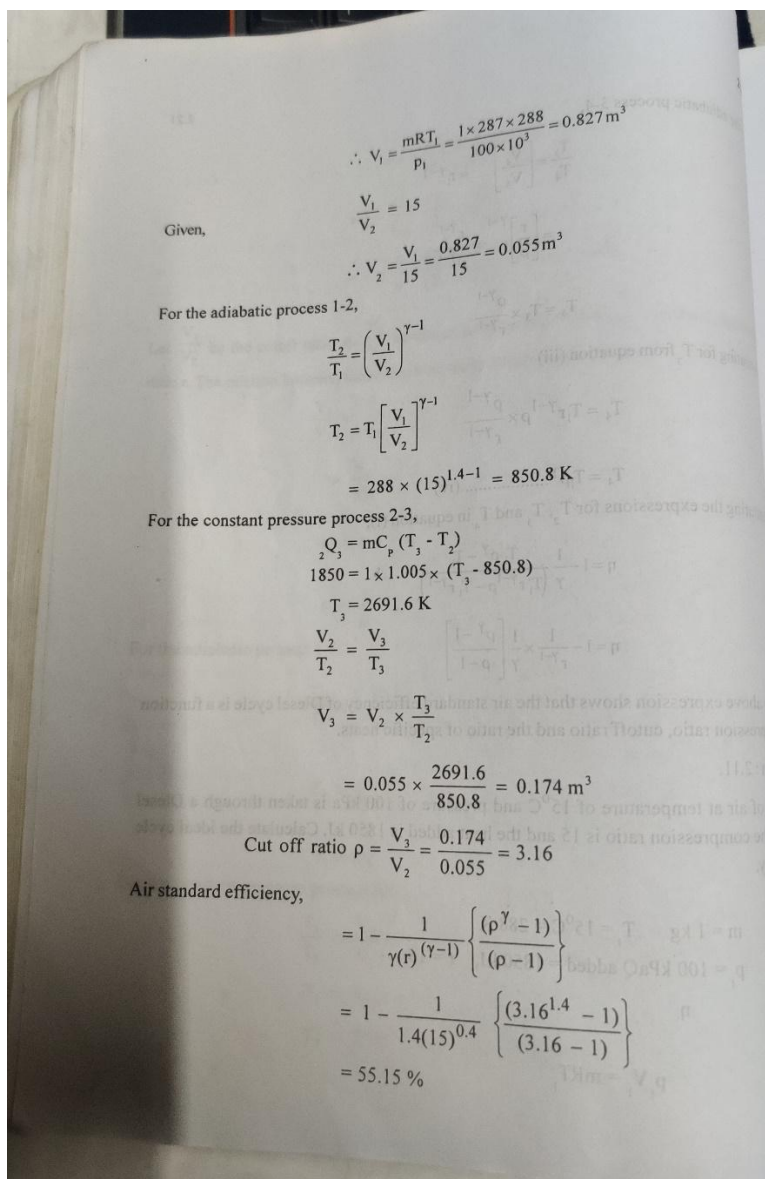 ∴ V₁ = mRT₁ / p₁ = 1 × 287 × 288 / 100 × 10³ = 0.827 m³
Given, V₁ / V₂ = 15
∴ V₂ = V₁ / 15 = 0.827 / 15 = 0.055 m³
For the adiabatic process 1-2,
T₂ / T₁ = (V₁ / V₂)^γ–1
T₂ = T₁ [V₁ / V₂]^γ–1
= 288 × (15)^1.4–1 = 850.8 K
For the constant pressure process 2-3,
₂Q₃ = mCₚ (T₃ - T₂)
1850 = 1 × 1.005 × (T₃ - 850.8)
T₃ = 2691.6 K
V₂ / T₂ = V₃ / T₃
V₃ = V₂ × T₃ / T₂
= 0.055 × 2691.6 / 850.8 = 0.174 m³
Cut off ratio ρ = V₃ / V₂ = 0.174 / 0.055 = 3.16
Air standard efficiency,
= 1 – 1 / γ(r)^(γ–1) {(ρ^γ – 1) / (ρ – 1)}
= 1 – 1 / 1.4(15)^0.4 {(3.16^1.4 – 1) / (3.16 – 1)}
= 55.15 %